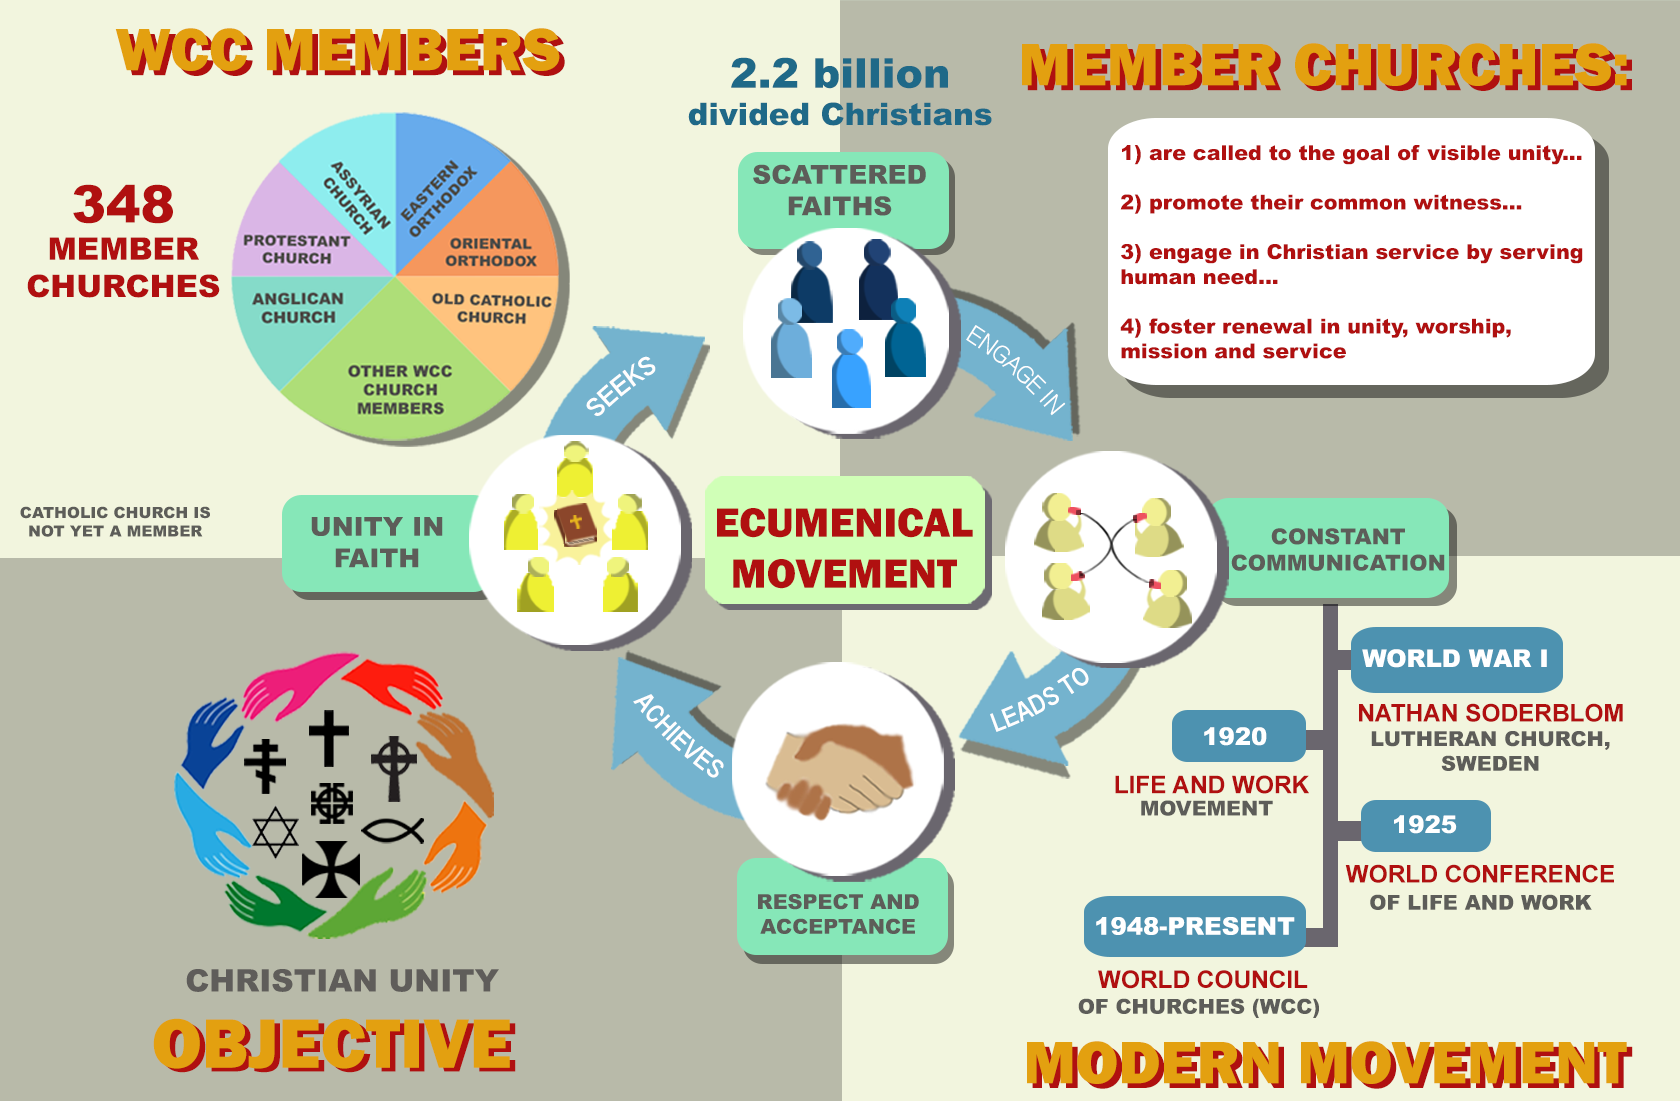 WCC MEMBERS
348
MEMBER
CHURCHES
ASSYRIAN
CHURCH
EASTERN
ORTHODOX
PROTESTANT
CHURCH
ORIENTAL
ORTHODOX
ANGLICAN
CHURCH
OLD CATHOLIC
CHURCH
OTHER WCC
CHURCH
MEMBERS
CATHOLIC CHURCH IS
NOT YET A MEMBER
2.2 billion
divided Christians
SCATTERED
FAITHS
MEMBER CHURCHES:
1) are called to the goal of visible unity...
2) promote their common witness...
3) engage in Christian service by serving
human need...
4) foster renewal in unity, worship,
mission and service
SEEKS
ENGAGE IN
UNITY IN
FAITH
ECUMENICAL
MOVEMENT
CONSTANT
COMMUNICATION
ACHIEVES
LEADS TO
RESPECT AND
ACCEPTANCE
CHRISTIAN UNITY
OBJECTIVE
WORLD WAR I
NATHAN SODERBLOM
LUTHERAN CHURCH,
SWEDEN
1920
LIFE AND WORK
MOVEMENT
1925
WORLD CONFERENCE
OF LIFE AND WORK
1948-PRESENT
WORLD COUNCIL
OF CHURCHES (WCC)
MODERN MOVEMENT